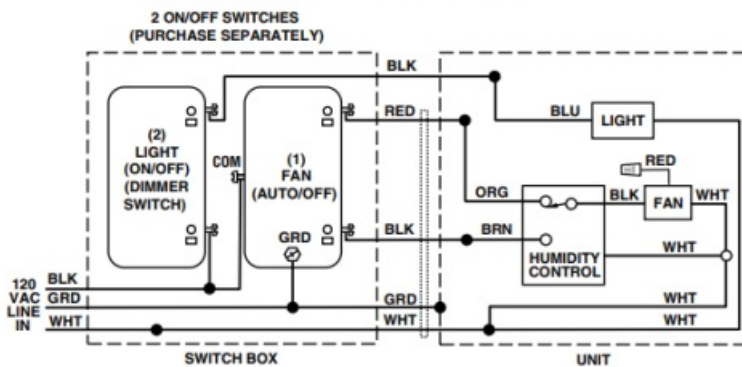 2 ON/OFF SWITCHES
(PURCHASE SEPARATELY)
BLK
RED
BLU
LIGHT
(2)
LIGHT
(ON/OFF)
(DIMMER
SWITCH)
COM
(1)
FAN
(AUTO/OFF)
GRD
RED
ORG
BLK
FAN
WHT
BLK
BRN
HUMIDITY
CONTROL
WHT
120
VAC
LINE
IN
BLK
GRD
WHT
GRD
WHT
WHT
WHT
SWITCH BOX
UNIT